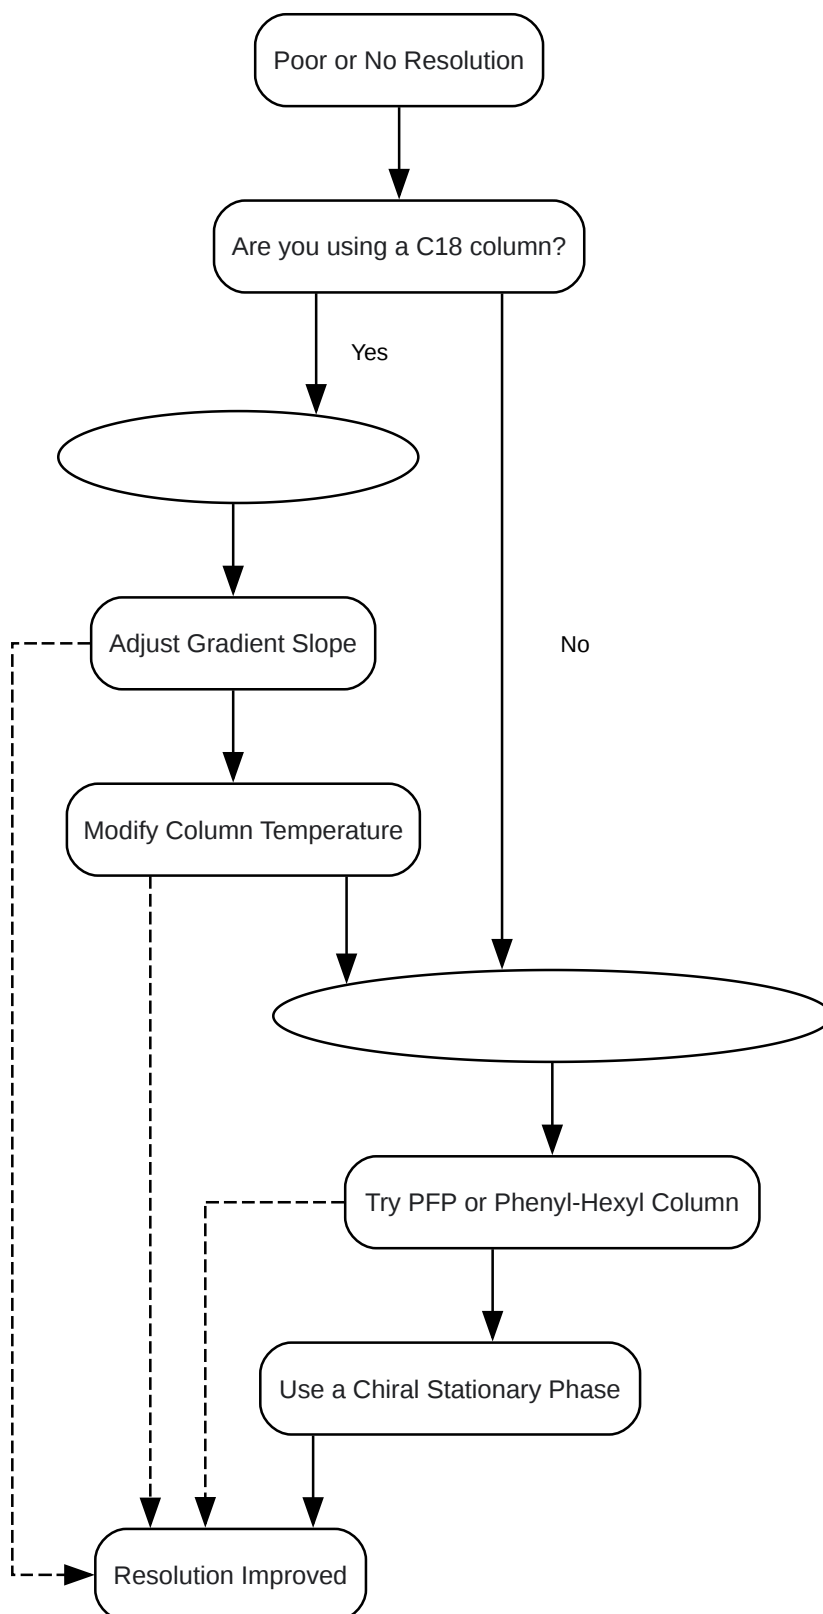 Poor or No Resolution
Are you using a C18 column?
Yes
Adjust Gradient Slope
No
Modify Column Temperature
Try PFP or Phenyl-Hexyl Column
Use a Chiral Stationary Phase
Resolution Improved